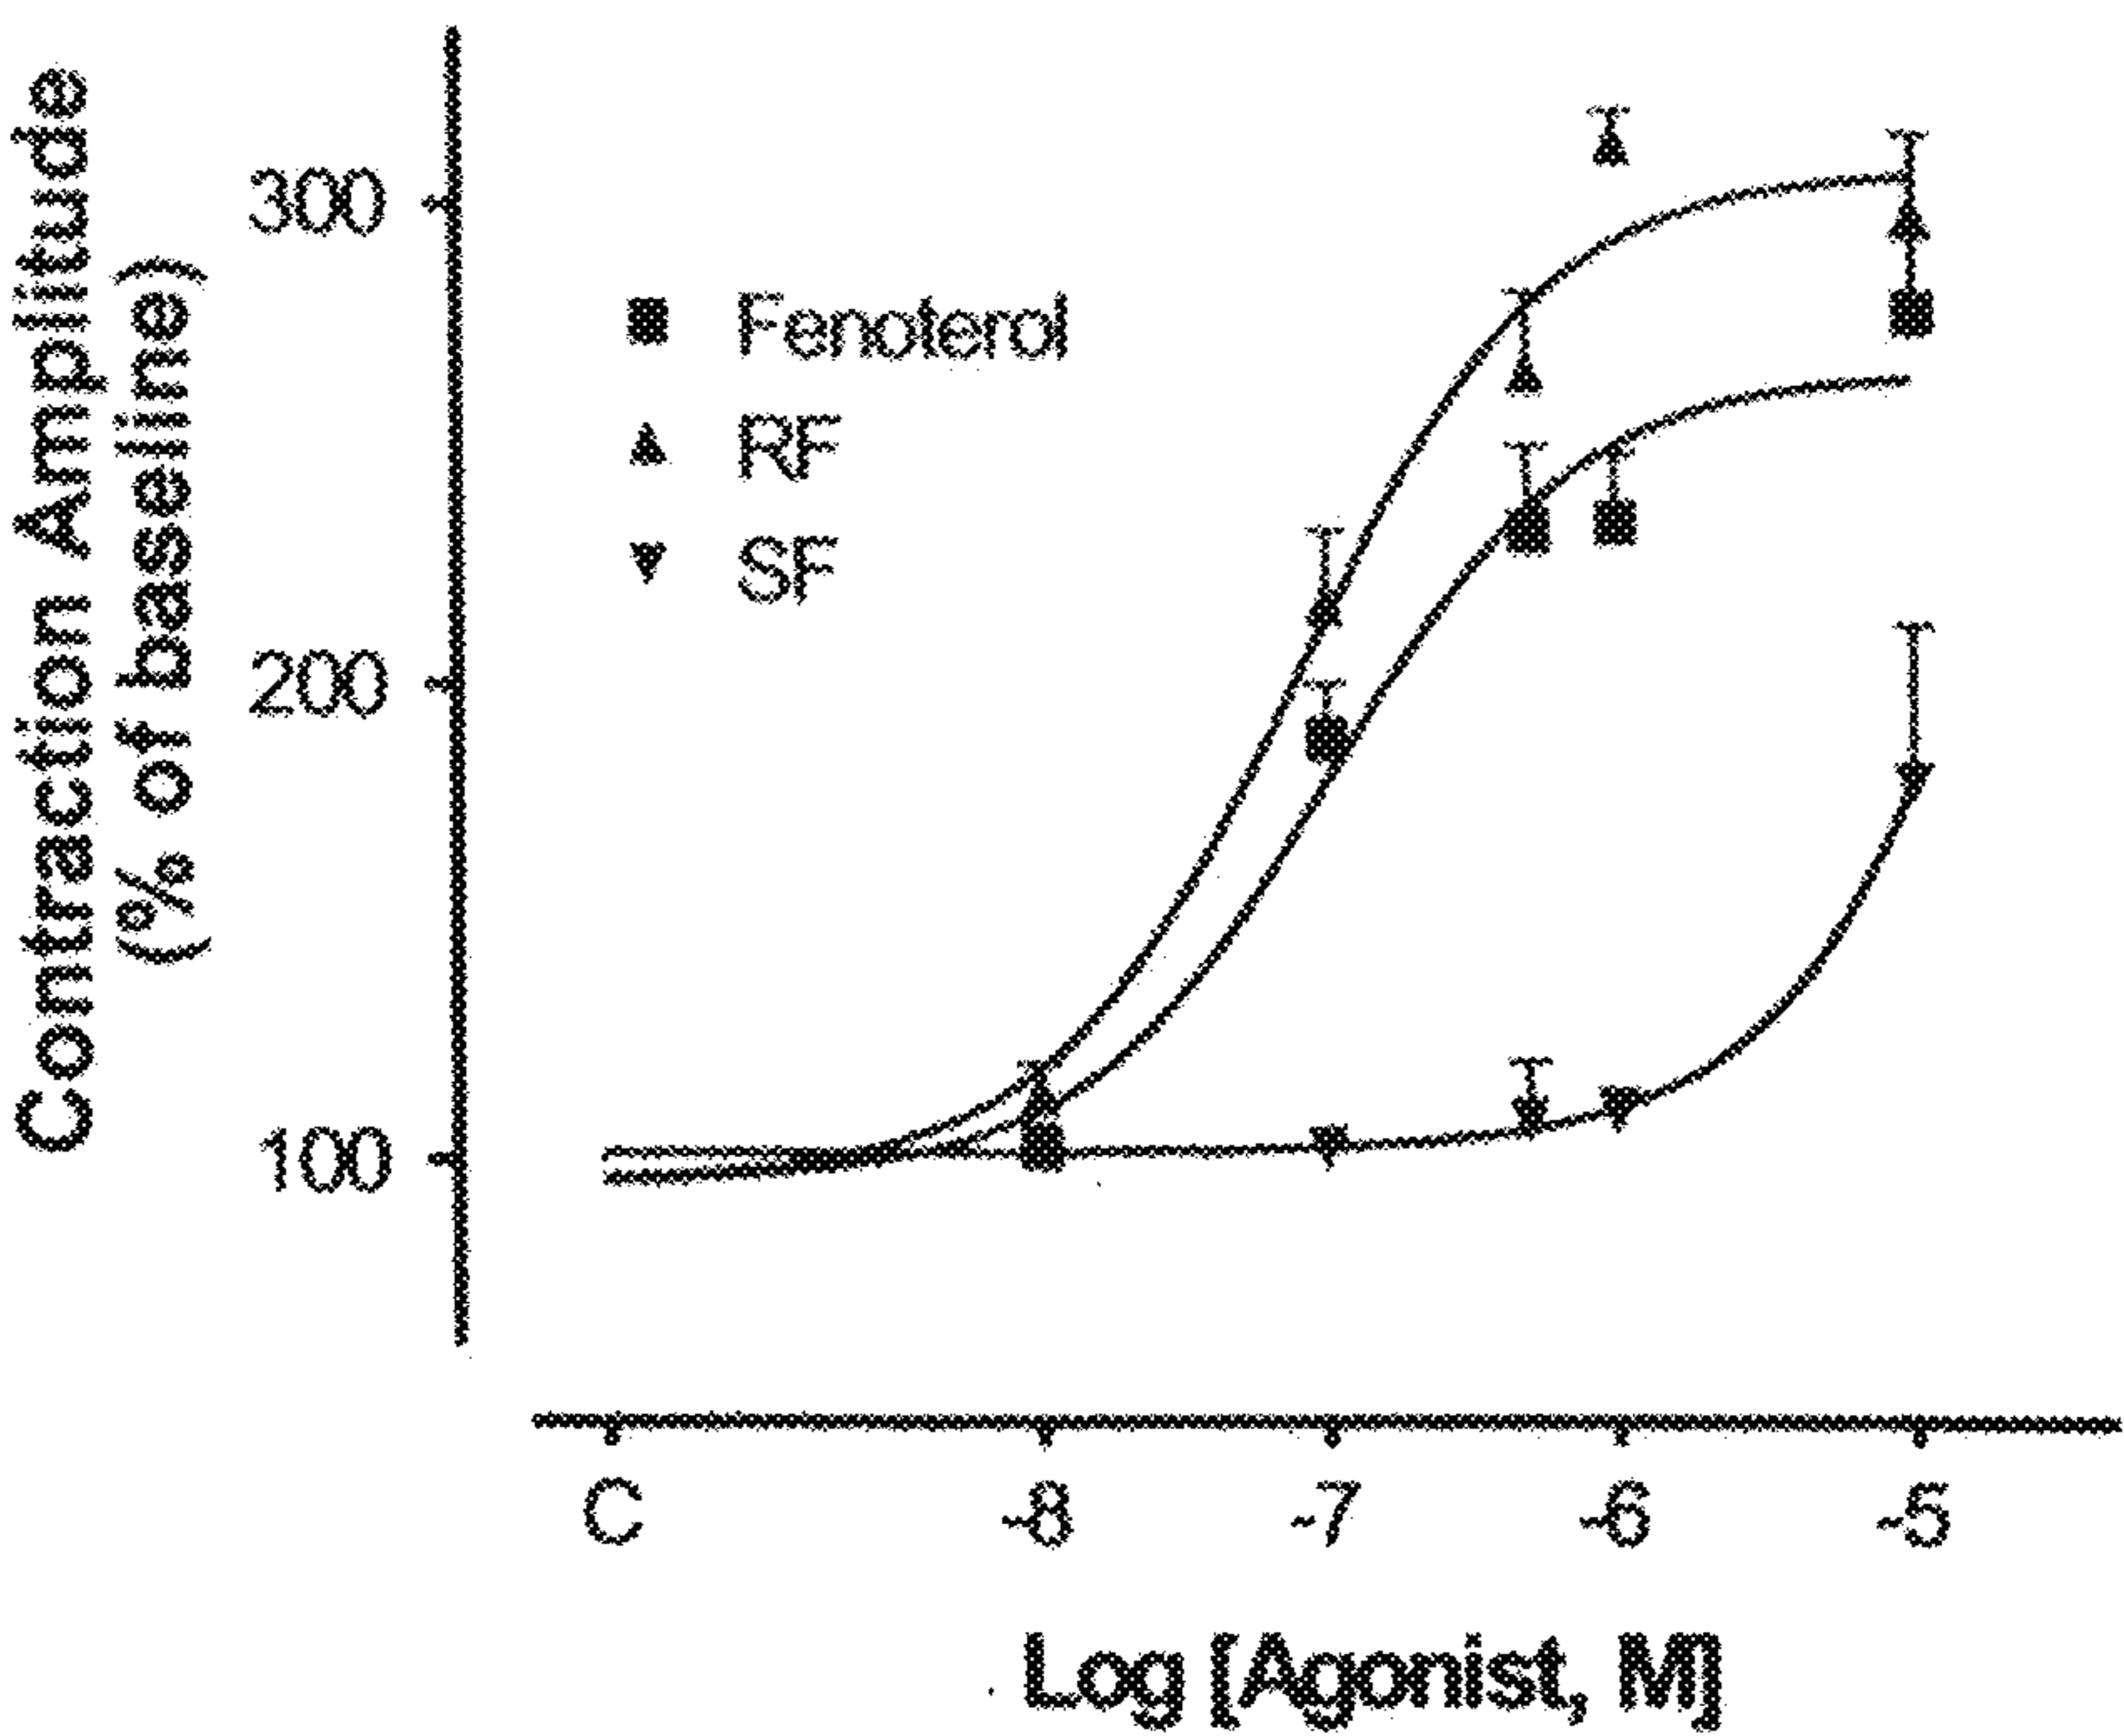 Contraction Amplitude
(% of baseline)
300
200
100
Fenoterol
RF
SF
C
-8
-7
-6
-5
Log [Agonist, M]